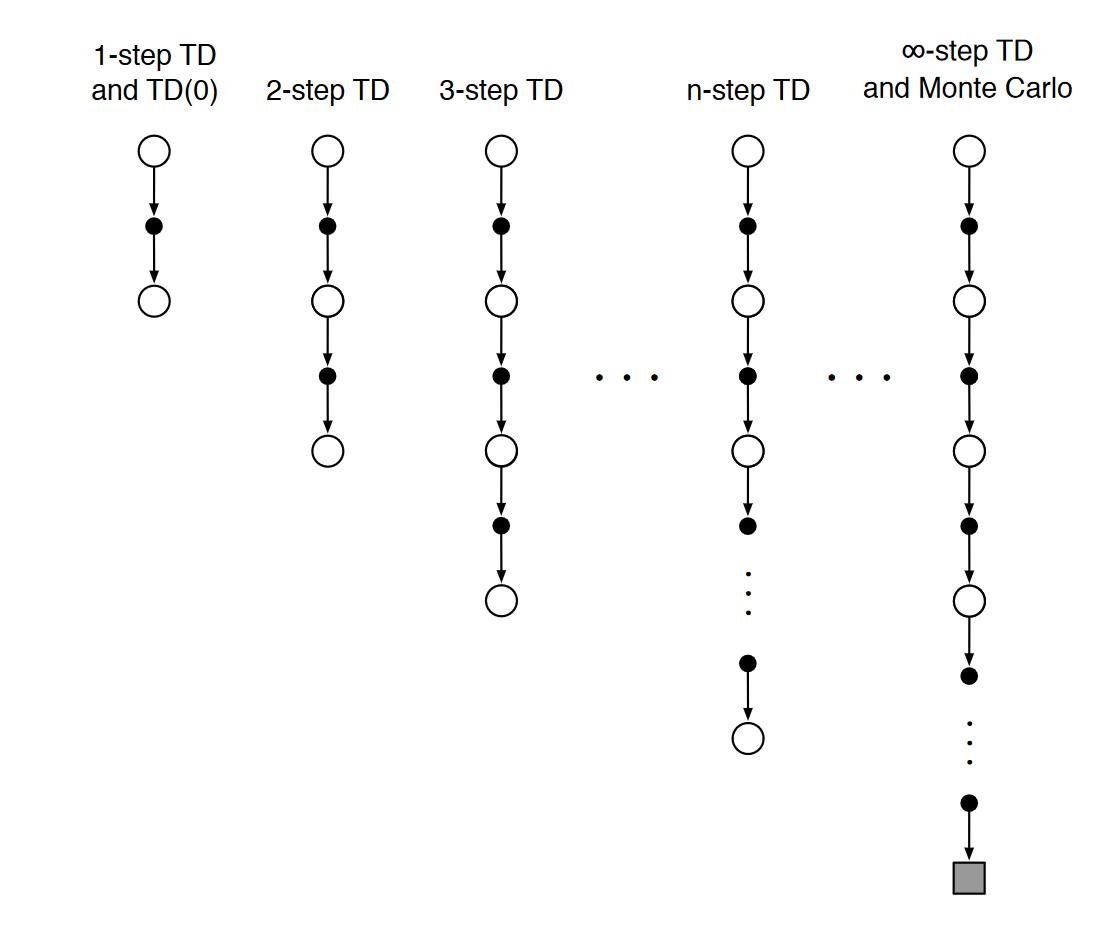 1-step TD
and TD(0)
2-step TD
3-step TD
n-step TD
∞-step TD
and Monte Carlo